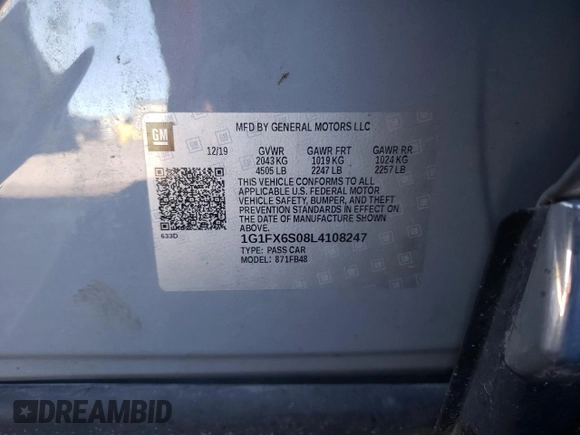 GM
MFD BY GENERAL MOTORS LLC
12/19 GVWR GAWR FRT GAWR RR
2043 KG 1019 KG 1024 KG
4505 LB 2247 LB 2257 LB
THIS VEHICLE CONFORMS TO ALL
APPLICABLE U.S. FEDERAL MOTOR
VEHICLE SAFETY, BUMPER, AND THEFT
PREVENTION STANDARDS IN EFFECT ON
THE DATE OF MANUFACTURE SHOWN
ABOVE.
633D
1G1FX6S08L4108247
TYPE: PASS CAR
MODEL: 871FB48
DREAMBID